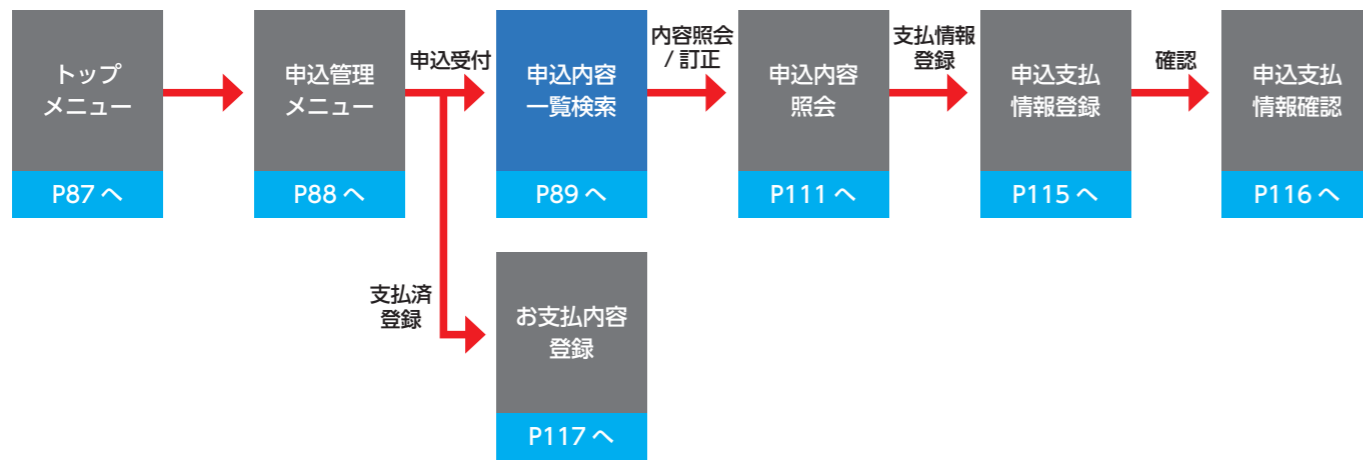 トップ
メニュー
P87 へ
申込管理
メニュー
P88 へ
申込受付
申込内容
一覧検索
P89 へ
内容照会
/ 訂正
申込内容
照会
P111 へ
支払情報
登録
申込支払
情報登録
P115 へ
確認
申込支払
情報確認
P116 へ
支払済
登録
お支払内容
登録
P117 へ